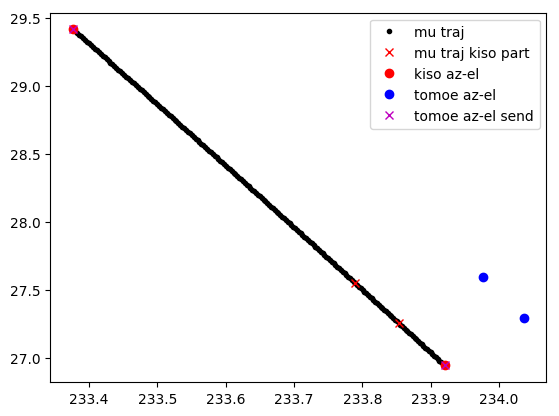 29.5
29.0
28.5
28.0
27.5
27.0
233.4 233.5 233.6 233.7 233.8 233.9 234.0
mu traj
mu traj kiso part
kiso az-el
tomoe az-el
tomoe az-el send